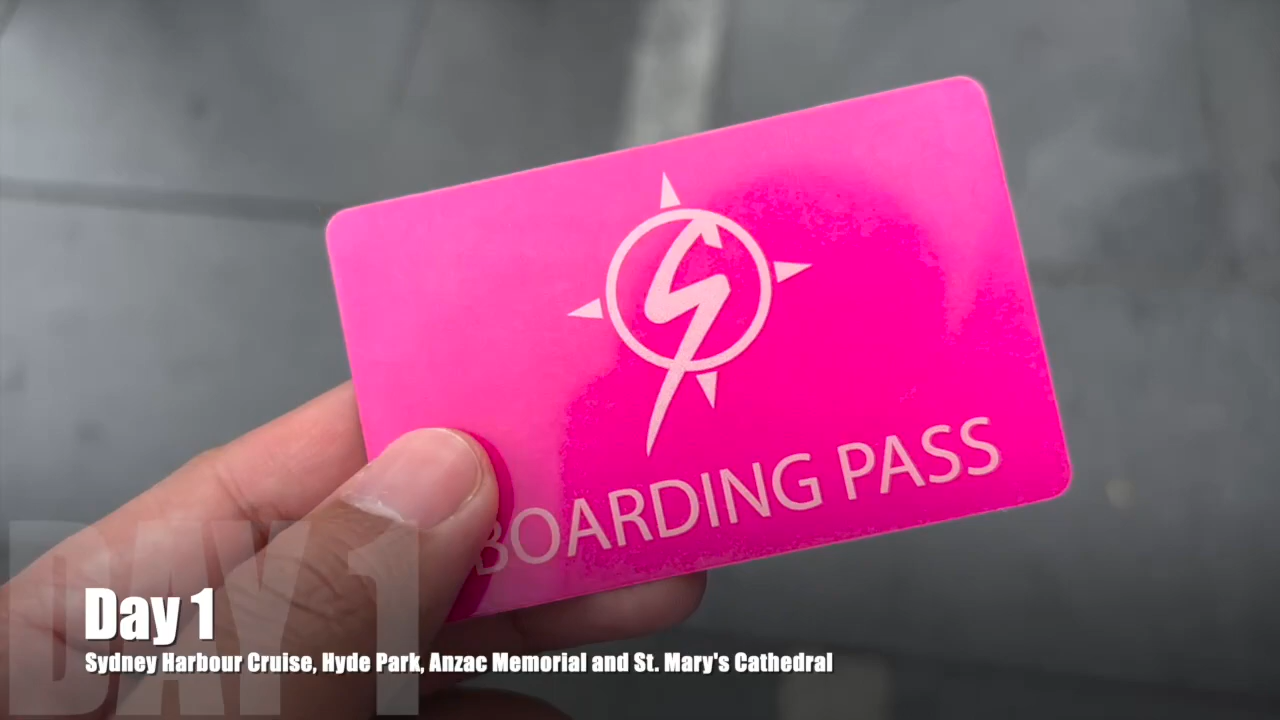 BOARDING PASS
DAY 1
Day 1
Sydney Harbour Cruise, Hyde Park, Anzac Memorial and St. Mary's Cathedral